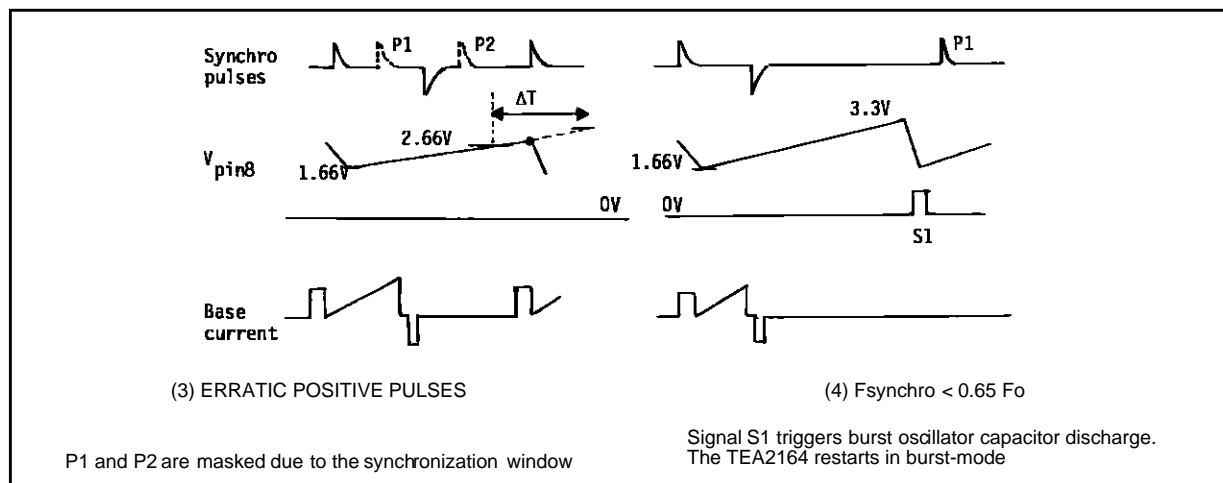 Synchro pulses
P1
P2
P1
ΔT
3.3V
2.66V
Vpin8
1.66V
1.66V
0V
0V
S1
Base current
(3) ERRATIC POSITIVE PULSES
(4) Fsynchro < 0.65 Fo
P1 and P2 are masked due to the synchronization window
Signal S1 triggers burst oscillator capacitor discharge.
The TEA2164 restarts in burst-mode